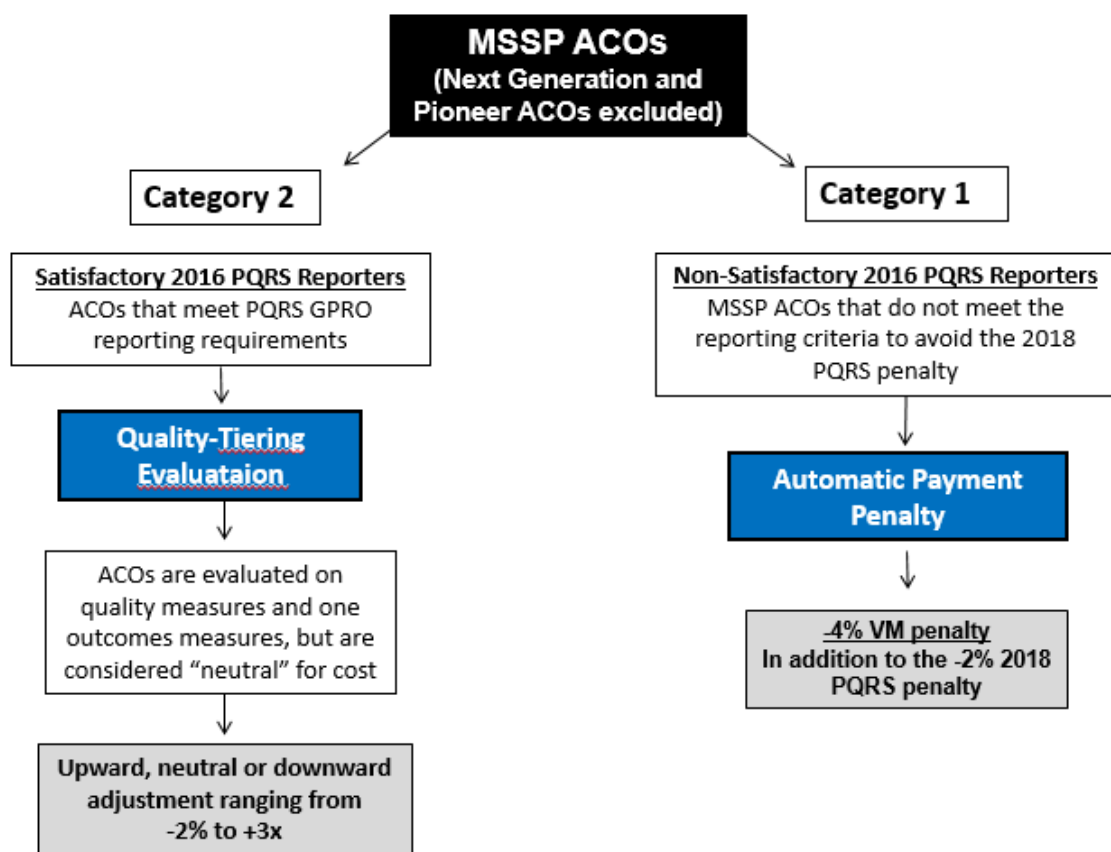 MSSP ACOs
(Next Generation and
Pioneer ACOs excluded)
Category 2
Satisfactory 2016 PQRS Reporters
ACOs that meet PQRS GPRO
reporting requirements
Quality-Tiering
Evaluataion
ACOs are evaluated on
quality measures and one
outcomes measures, but are
considered “neutral” for cost
Upward, neutral or downward
adjustment ranging from
-2% to +3x
Category 1
Non-Satisfactory 2016 PQRS Reporters
MSSP ACOs that do not meet the
reporting criteria to avoid the 2018
PQRS penalty
Automatic Payment
Penalty
-4% VM penalty
In addition to the -2% 2018
PQRS penalty